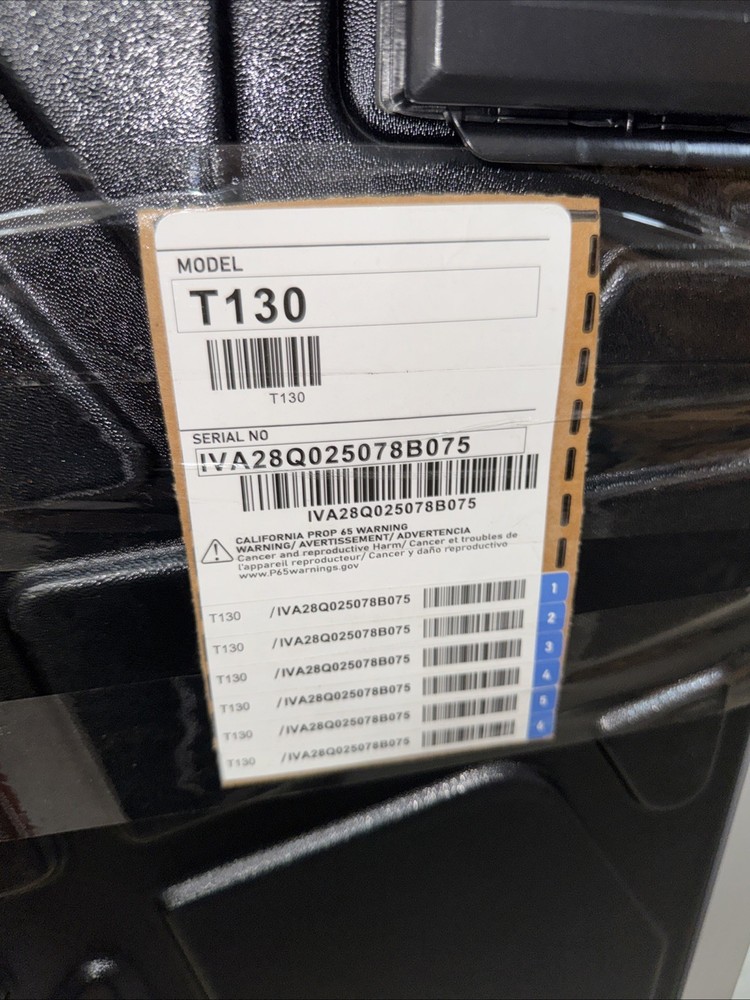 MODEL
T130
T130
SERIAL NO
IVA28Q025078B075
IVA28Q025078B075
CALIFORNIA PROP 65 WARNING
WARNING/ AVERTISSEMENT/ ADVERTENCIA
Cancer and reproductive Harm/ Cancer et troubles de
l'appareil reproducteur/ Cancer y daño reproductivo
www.P65warnings.gov
T130 /IVA28Q025078B075 1
T130 /IVA28Q025078B075 2
T130 /IVA28Q025078B075 3
T130 /IVA28Q025078B075 4
T130 /IVA28Q025078B075 5
T130 /IVA28Q025078B075 6